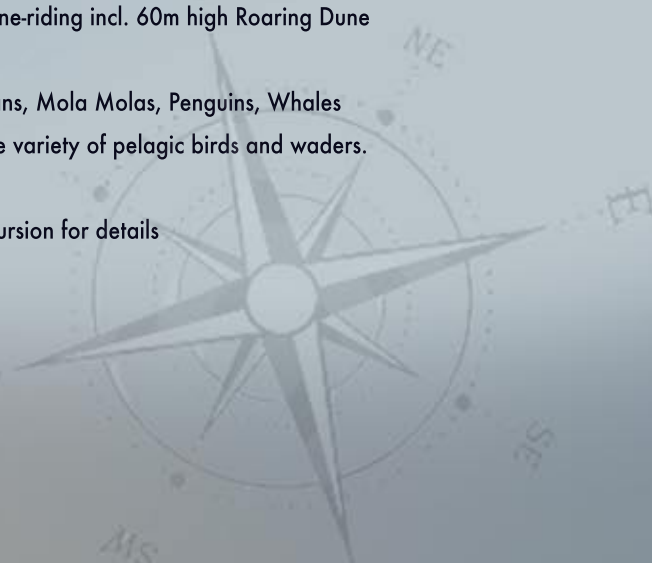 ne-riding incl. 60m high Roaring Dune
ns, Mola Molas, Penguins, Whales
e variety of pelagic birds and waders.
ursion for details
NE
E
SE
SW